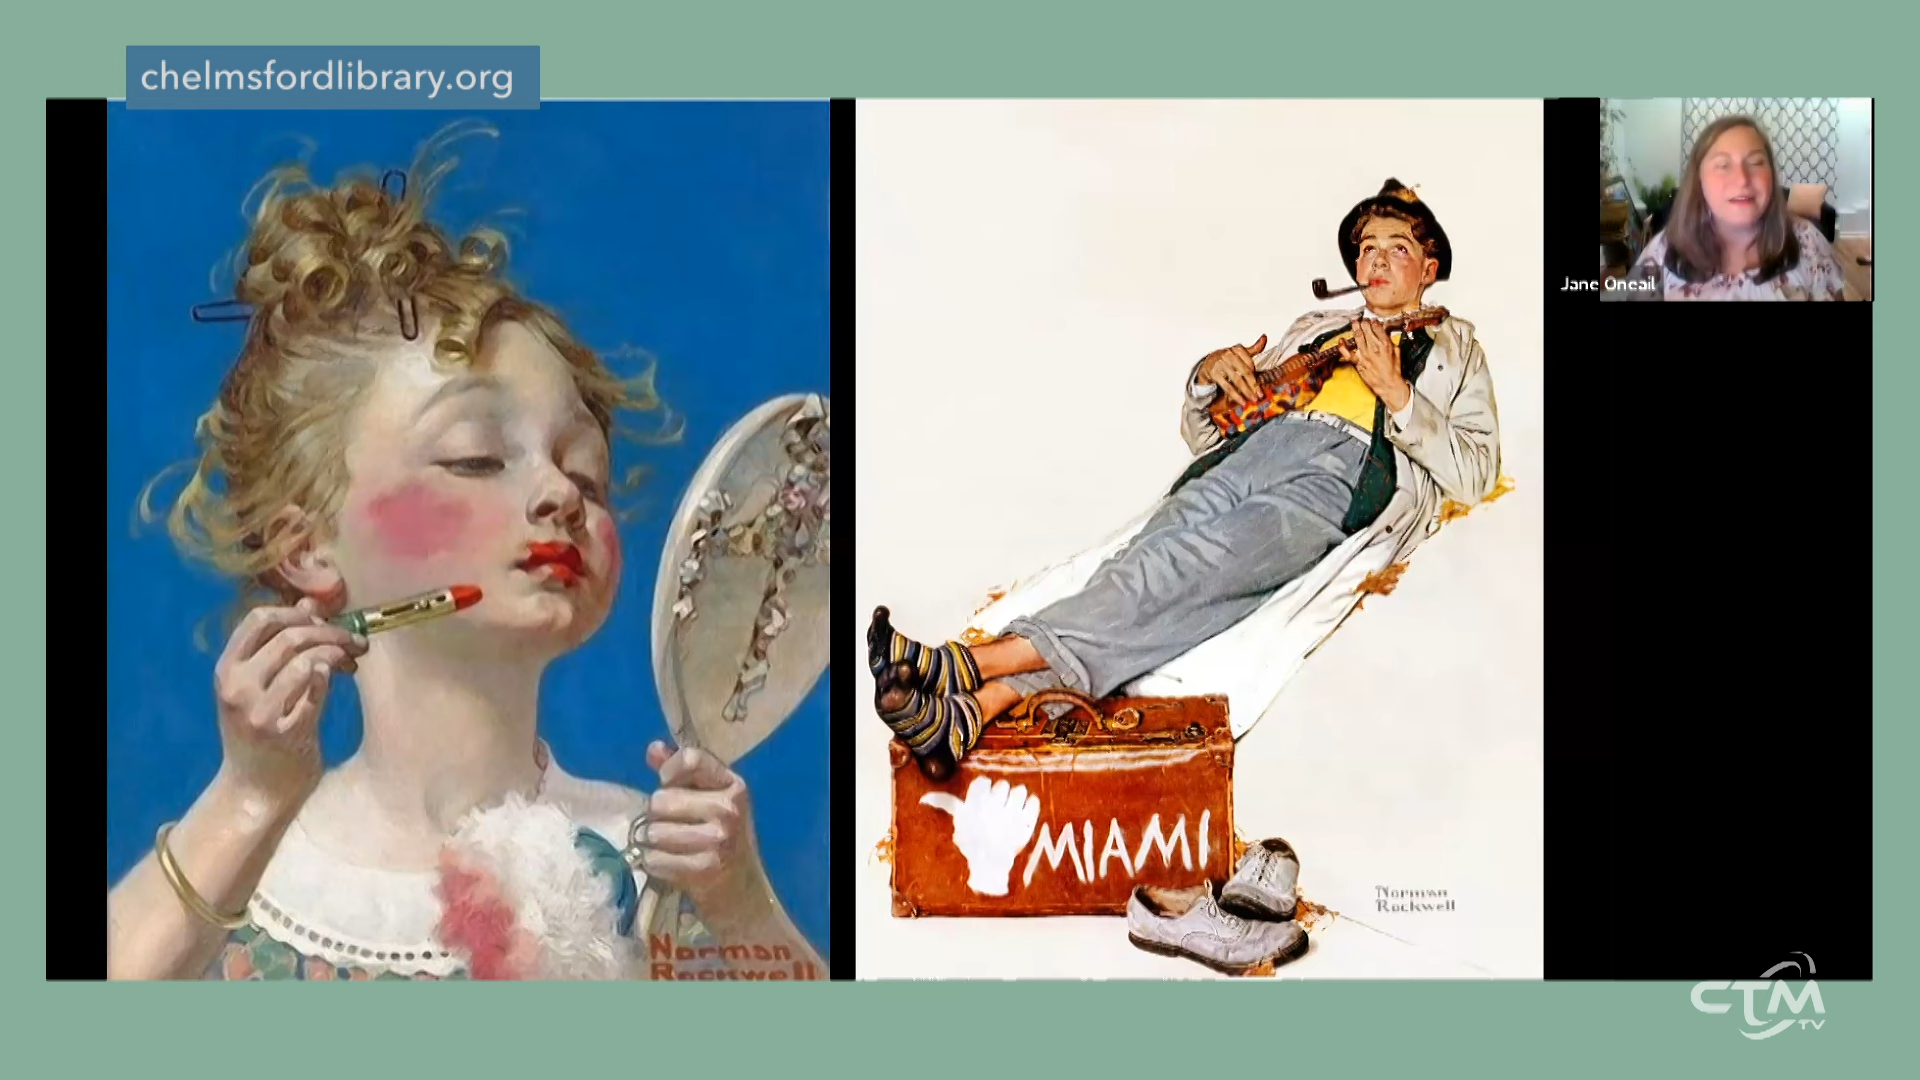 chelmsfordlibrary.org
Jane Oneail
MIAMI
Norman
Rockwell
Norman
Rockwell
CTM
TV